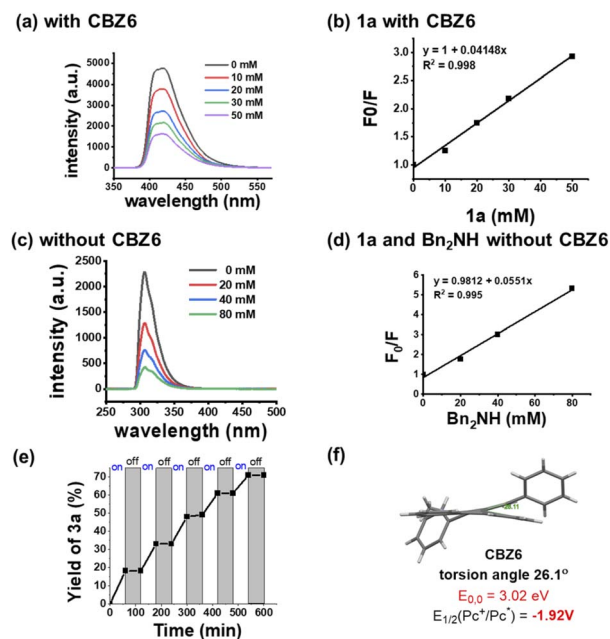 (a) with CBZ6
5000
4000
3000
2000
1000
0
intensity (a.u.)
0 mM
10 mM
20 mM
30 mM
50 mM
350 400 450 500 550
wavelength (nm)
(b) 1a with CBZ6
y = 1 + 0.04148x
R² = 0.998
3.0
2.5
2.0
1.5
1.0
F0/F
0 10 20 30 40 50
1a (mM)
(c) without CBZ6
2500
2000
1500
1000
500
0
intensity (a.u.)
0 mM
20 mM
40 mM
80 mM
250 300 350 400 450 500
wavelength (nm)
(d) 1a and Bn₂NH without CBZ6
y = 0.9812 + 0.0551x
R² = 0.995
6
5
4
3
2
1
0
F₀/F
0 20 40 60 80
Bn₂NH (mM)
(e)
on off on off on off on off on off
70
60
50
40
30
20
10
0
Yield of 3a (%)
0 100 200 300 400 500 600
Time (min)
(f)
CBZ6
torsion angle 26.1°
E₀,₀ = 3.02 eV
E₁/₂(Pc⁺/Pc*) = -1.92V